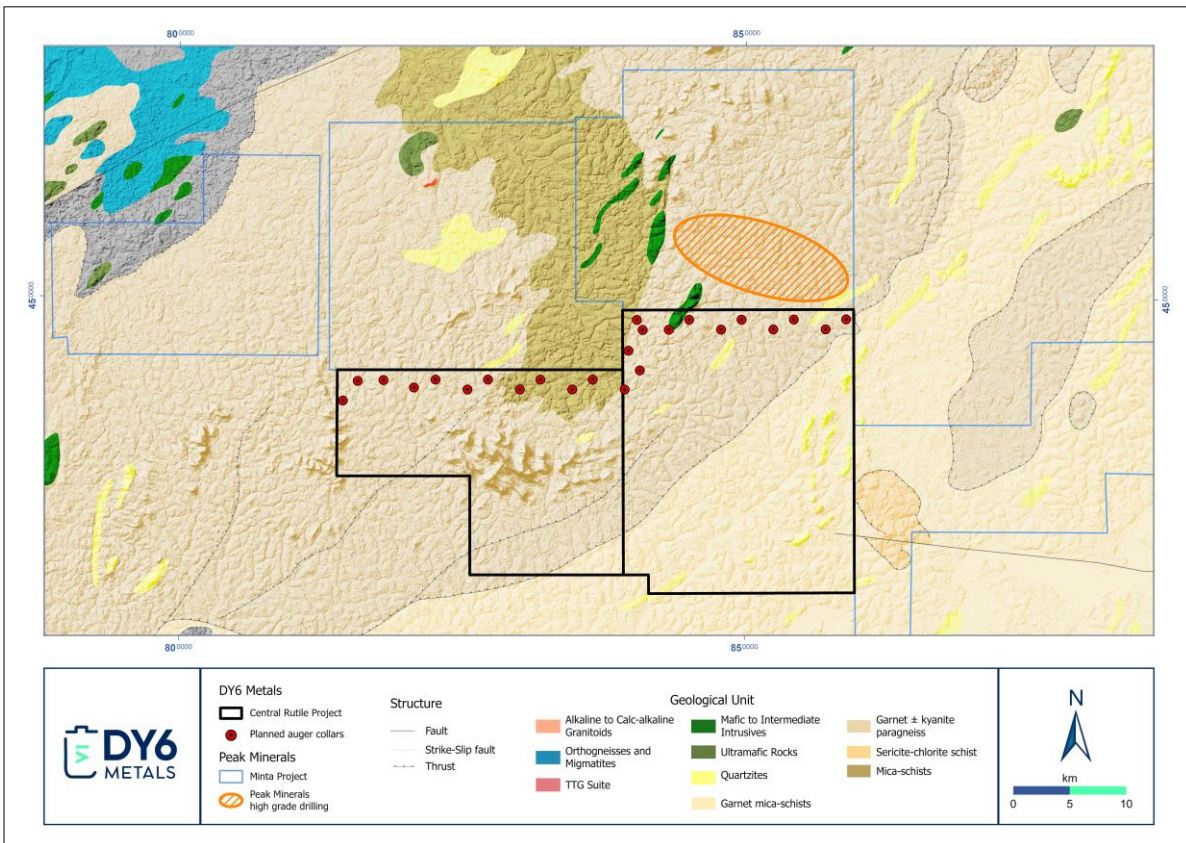 80⁰⁰⁰⁰
85⁰⁰⁰⁰
45⁰⁰⁰⁰
45⁰⁰⁰⁰
80⁰⁰⁰⁰
85⁰⁰⁰⁰
DY6
METALS
DY6 Metals
Central Rutile Project
Planned auger collars
Peak Minerals
Minta Project
Peak Minerals
high grade drilling
Structure
Fault
Strike-Slip fault
Thrust
Geological Unit
Alkaline to Calc-alkaline
Granitoids
Orthogneisses and
Migmatites
TTG Suite
Mafic to Intermediate
Intrusives
Ultramafic Rocks
Quartzites
Garnet mica-schists
Garnet ± kyanite
paragneiss
Sericite-chlorite schist
Mica-schists
N
km
0 5 10